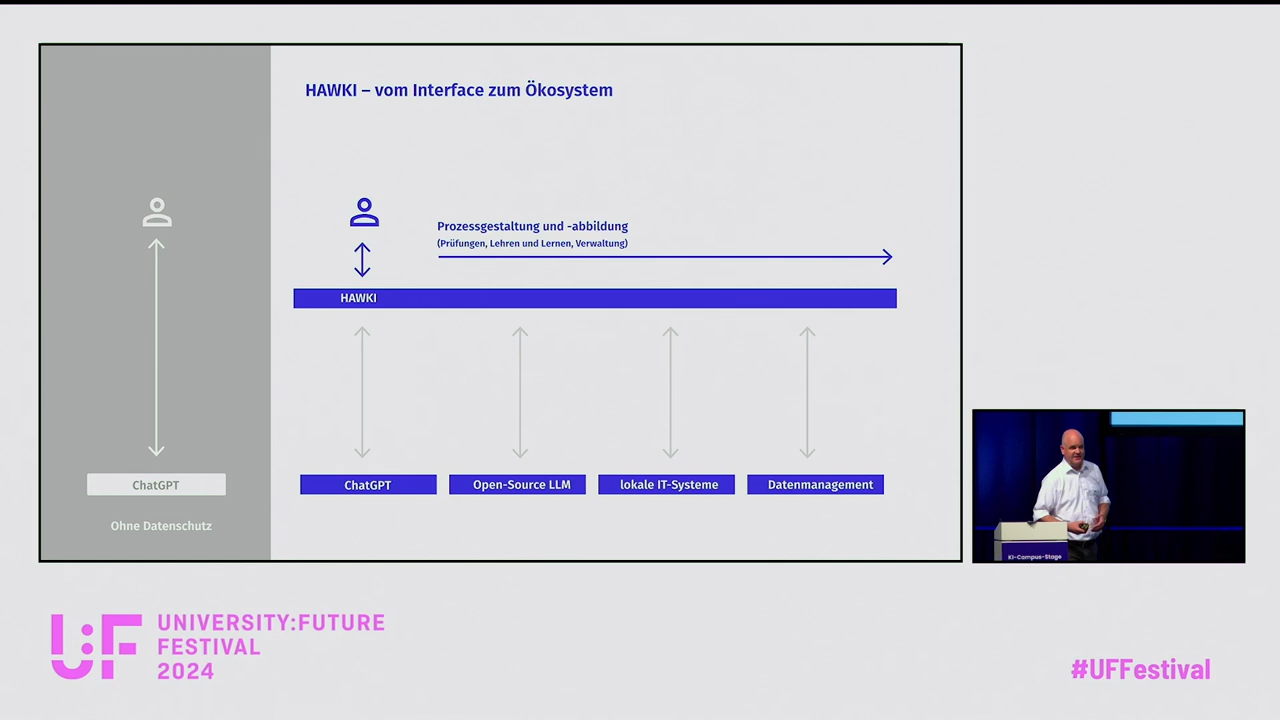 HAWKI – vom Interface zum Ökosystem
Prozessgestaltung und -abbildung
(Prüfungen, Lehren und Lernen, Verwaltung)
HAWKI
ChatGPT
Ohne Datenschutz
ChatGPT
Open-Source LLM
lokale IT-Systeme
Datenmanagement
KI-Campus-Stage
U:F
UNIVERSITY:FUTURE
FESTIVAL
2024
#UFFestival